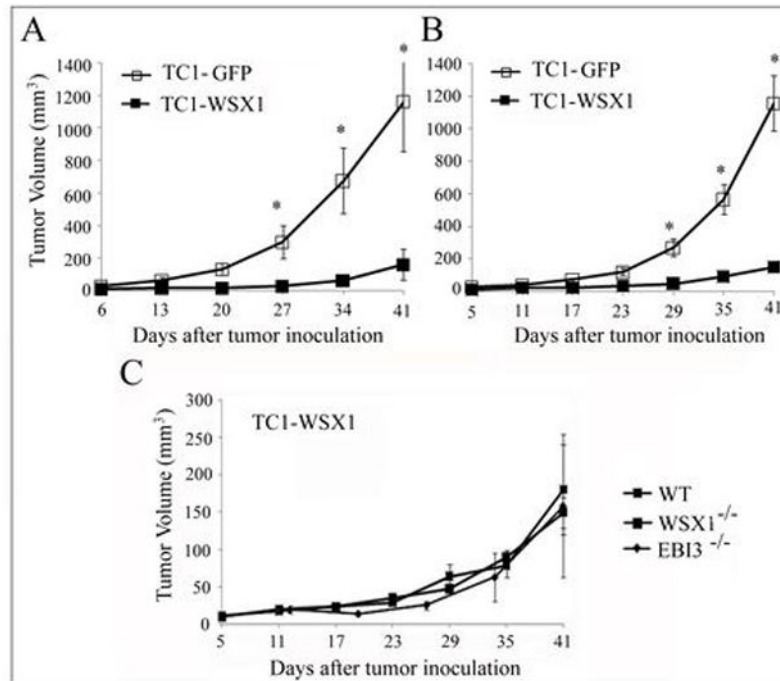 A
B
1400
1200
1000
800
600
400
200
0
Tumor Volume (mm³)
TC1-GFP
TC1-WSX1
*
*
*
6 13 20 27 34 41
Days after tumor inoculation
1400
1200
1000
800
600
400
200
0
TC1-GFP
TC1-WSX1
*
*
*
5 11 17 23 29 35 41
Days after tumor inoculation
C
300
250
200
150
100
50
0
Tumor Volume (mm³)
TC1-WSX1
5 11 17 23 29 35 41
Days after tumor inoculation
WT
WSX1-/-
EBI3 -/-